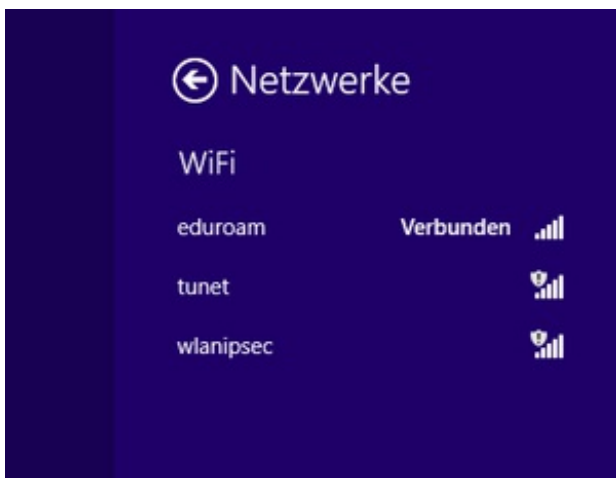 Netzwerke
WiFi
eduroam Verbunden
tunet
wlanipsec